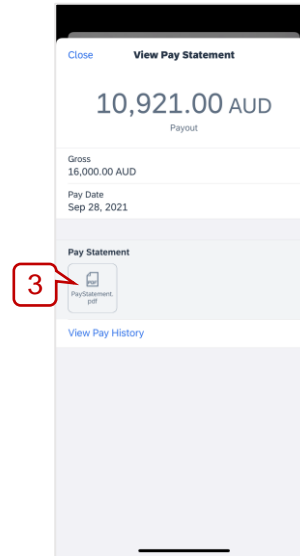 Close View Pay Statement
10,921.00 AUD
Payout
Gross
16,000.00 AUD
Pay Date
Sep 28, 2021
Pay Statement
3
PDF
PayStatement.
pdf
View Pay History